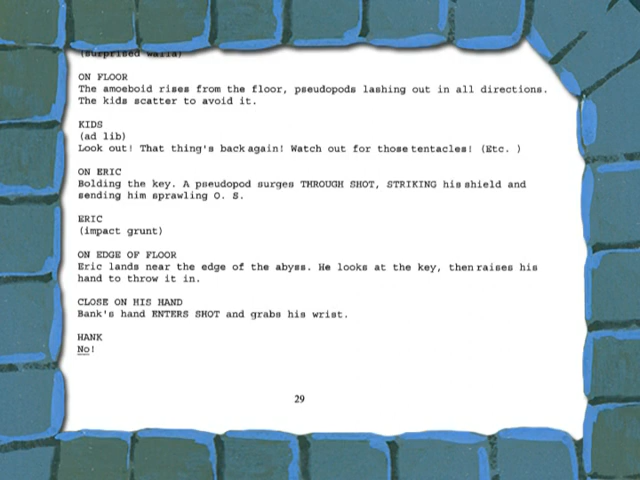 (Surprised walla)
ON FLOOR
The amoeboid rises from the floor, pseudopods lashing out in all directions.
The kids scatter to avoid it.
KIDS
(ad lib)
Look out! That thing's back again! Watch out for those tentacles! (Etc. )
ON ERIC
Bolding the key. A pseudopod surges THROUGH SHOT, STRIKING his shield and
sending him sprawling O. S.
ERIC
(impact grunt)
ON EDGE OF FLOOR
Eric lands near the edge of the abyss. He looks at the key, then raises his
hand to throw it in.
CLOSE ON HIS HAND
Bank's hand ENTERS SHOT and grabs his wrist.
HANK
No!
29